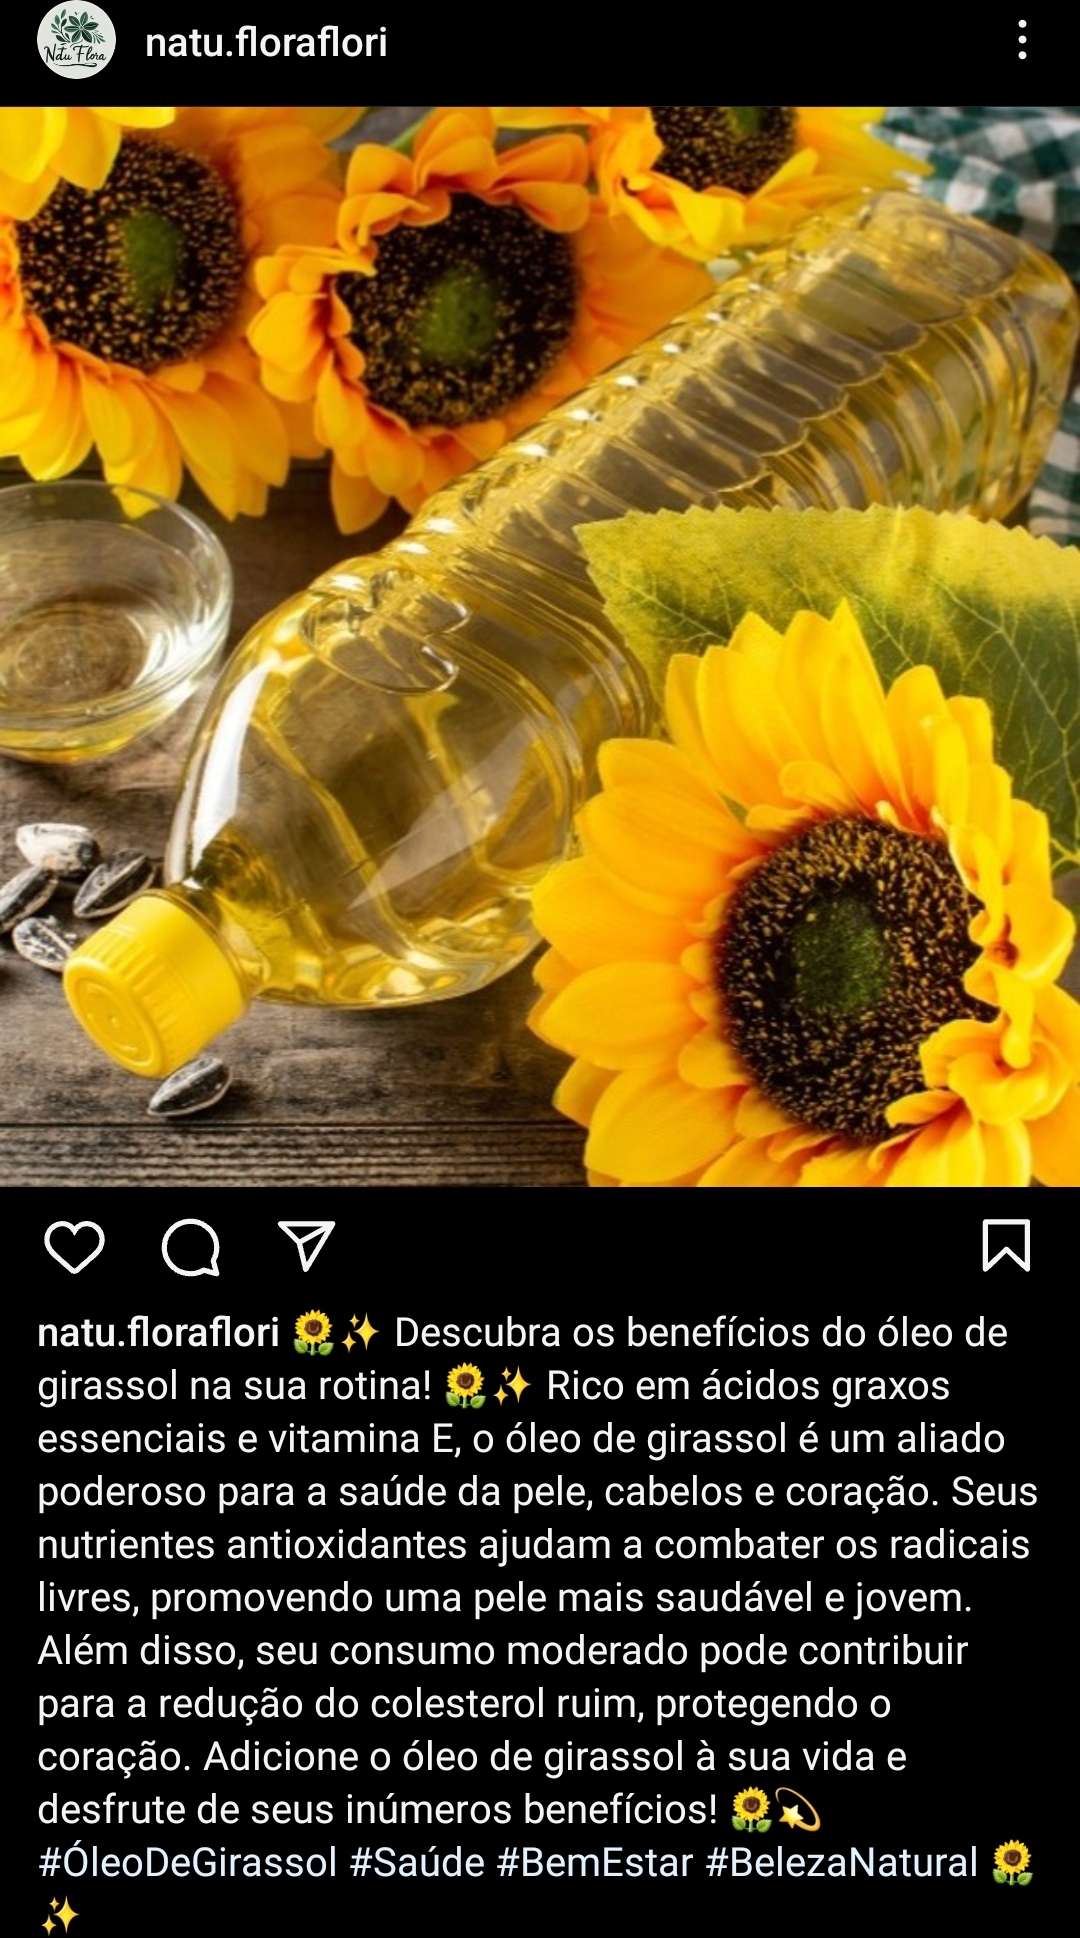 Natu Flora
natu.floraflori
natu.floraflori 🌻✨ Descubra os benefícios do óleo de
girassol na sua rotina! 🌻✨ Rico em ácidos graxos
essenciais e vitamina E, o óleo de girassol é um aliado
poderoso para a saúde da pele, cabelos e coração. Seus
nutrientes antioxidantes ajudam a combater os radicais
livres, promovendo uma pele mais saudável e jovem.
Além disso, seu consumo moderado pode contribuir
para a redução do colesterol ruim, protegendo o
coração. Adicione o óleo de girassol à sua vida e
desfrute de seus inúmeros benefícios! 🌻💫
#ÓleoDeGirassol #Saúde #BemEstar #BelezaNatural 🌻
✨